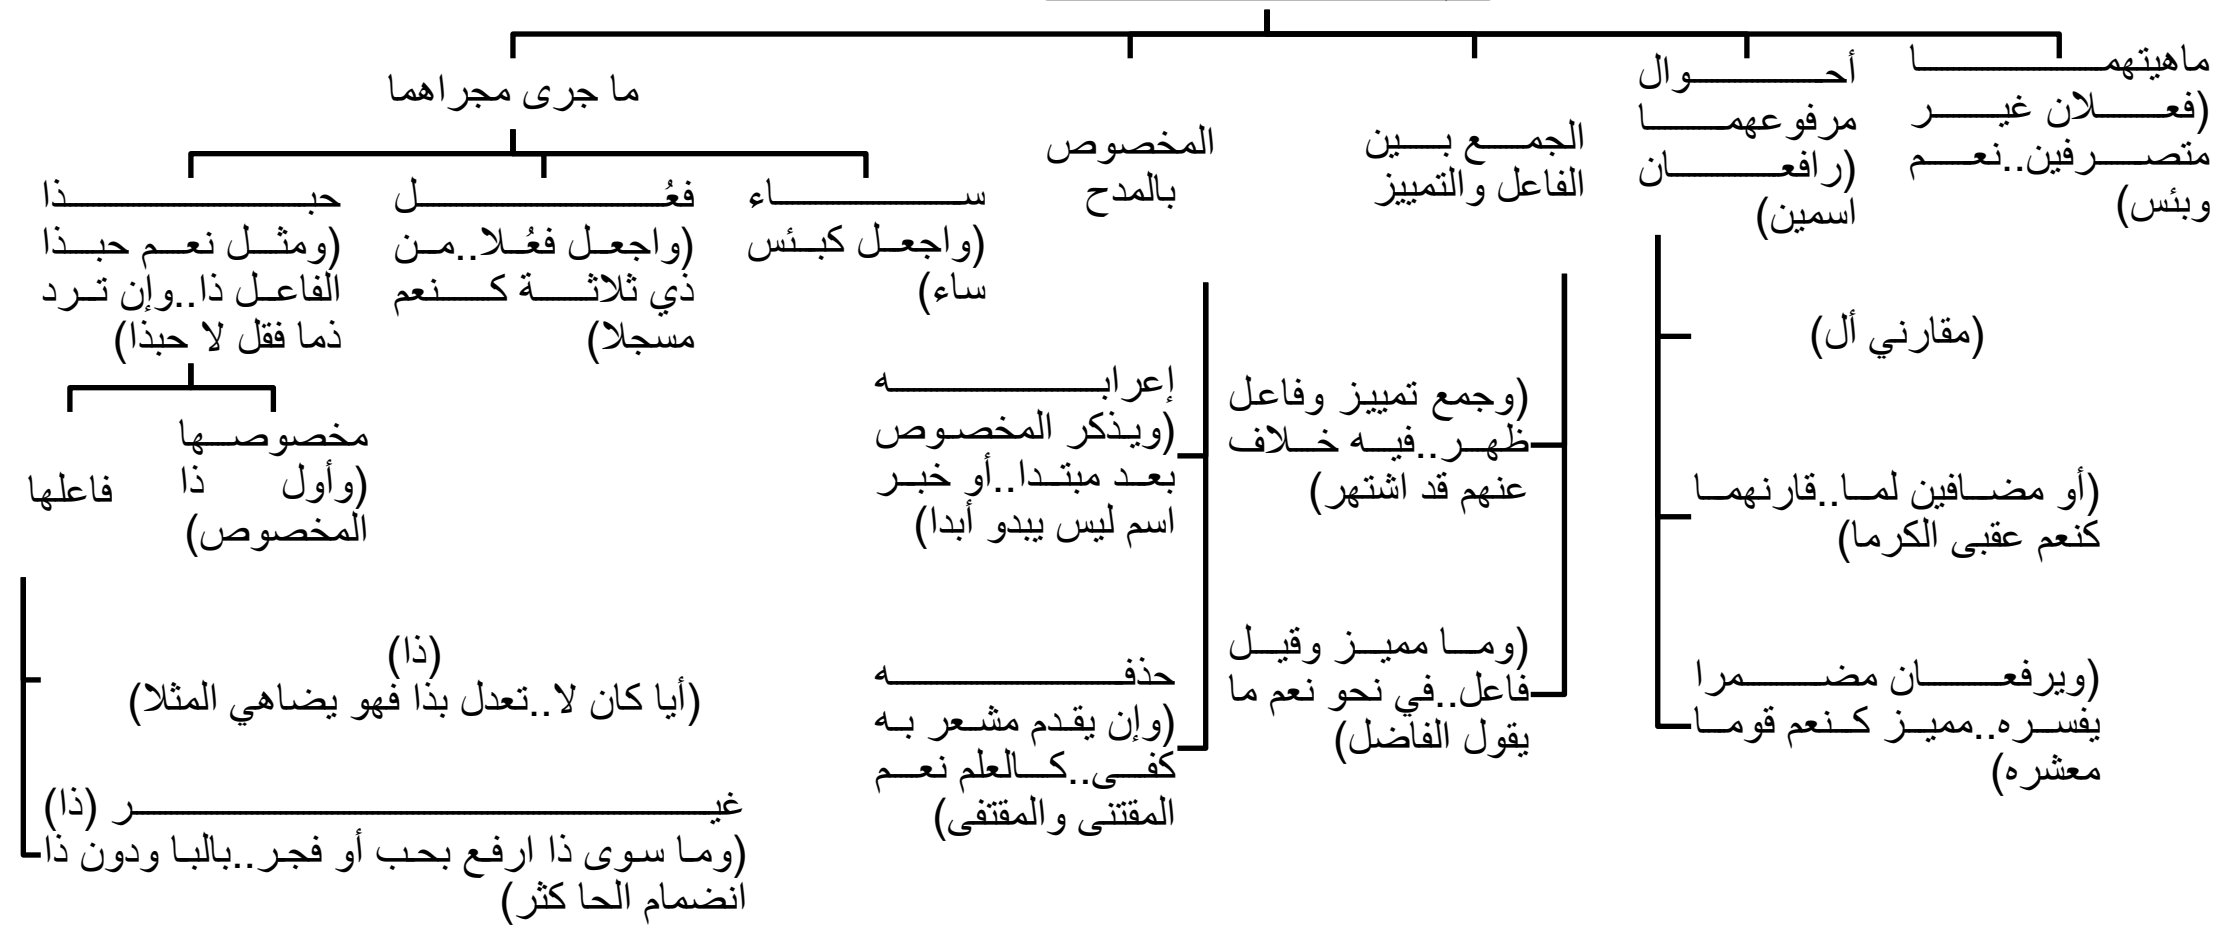 ماهيتهما
(فعلان غير
متصرفين..نعم
وبئس)
أحوال
مرفوعهما
(رافعان
اسمين)
(مقارني أل)
(أو مضافين لما..قارنهما
كنعم عقبى الكرما)
(ويرفعان مضمرا
يفسره..مميز كنعم قوما
معشره)
الجمع بين
الفاعل والتمييز
(وجمع تمييز وفاعل
ظهر..فيه خلاف
عنهم قد اشتهر)
(وما مميز وقيل
فاعل..في نحو نعم ما
يقول الفاضل)
المخصوص
بالمدح
إعرابه
(ويذكر المخصوص
بعد مبتدا..أو خبر
اسم ليس يبدو أبدا)
حذفه
(وإن يقدم مشعر به
كفى..كالعلم نعم
المقتنى والمقتفى)
ما جرى مجراهما
ساء
(واجعل كبئس
ساء)
فعُل
(واجعل فعُلا..من
ذي ثلاثة كنعم
مسجلا)
حبذا
(ومثل نعم حبذا
الفاعل ذا..وإن ترد
ذما فقل لا حبذا)
مخصوصها
(وأول ذا
المخصوص)
فاعلها
(ذا)
(أيا كان لا..تعدل بذا فهو يضاهي المثلا)
غير (ذا)
(وما سوى ذا ارفع بحب أو فجر..بالبا ودون ذا
انضمام الحا كثر)